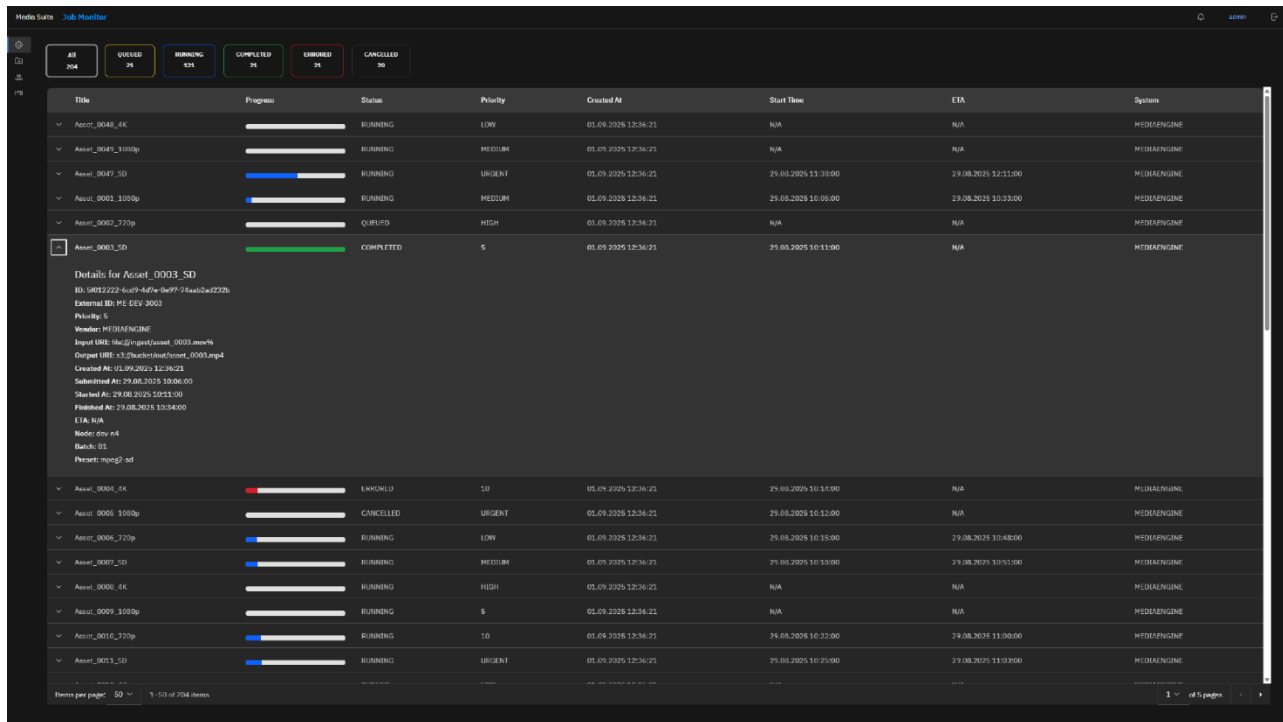 Media Suite Job Monitor admin
All QUEUED RUNNING COMPLETED ERRORED CANCELLED
204 21 121 21 21 20
Title Progress Status Priority Created At Start Time ETA System
Asset_0048_4K RUNNING LOW 01.09.2025 12:36:21 N/A N/A MEDIAENGINE
Asset_0049_1080p RUNNING MEDIUM 01.09.2025 12:36:21 N/A N/A MEDIAENGINE
Asset_0047_SD RUNNING URGENT 01.09.2025 12:36:21 29.08.2025 11:38:00 29.08.2025 12:11:00 MEDIAENGINE
Asset_0001_1080p RUNNING MEDIUM 01.09.2025 12:36:21 29.08.2025 10:05:00 29.08.2025 10:33:00 MEDIAENGINE
Asset_0002_720p QUEUED HIGH 01.09.2025 12:36:21 N/A N/A MEDIAENGINE
Asset_0003_SD COMPLETED 5 01.09.2025 12:36:21 29.08.2025 10:11:00 N/A MEDIAENGINE
Details for Asset_0003_SD
ID:
External ID: ME-DEV-3003
Priority: 5
Vendor: MEDIAENGINE
Input URI: file:///ingest/asset_0003.mov%
Output URI: s3://bucket/out/asset_0003.mp4
Created At: 01.09.2025 12:36:21
Submitted At: 29.08.2025 10:06:00
Started At: 29.08.2025 10:11:00
Finished At: 29.08.2025 10:34:00
ETA: N/A
Node: dev-n4
Batch: 01
Preset: mpeg2-sd
Asset_0004_4K ERRORED 10 01.09.2025 12:36:21 29.08.2025 10:14:00 N/A MEDIAENGINE
Asset_0005_1080p CANCELLED URGENT 01.09.2025 12:36:21 29.08.2025 10:12:00 N/A MEDIAENGINE
Asset_0006_720p RUNNING LOW 01.09.2025 12:36:21 29.08.2025 10:15:00 29.08.2025 10:48:00 MEDIAENGINE
Asset_0007_SD RUNNING MEDIUM 01.09.2025 12:36:21 29.08.2025 10:18:00 29.08.2025 10:51:00 MEDIAENGINE
Asset_0008_4K RUNNING HIGH 01.09.2025 12:36:21 N/A N/A MEDIAENGINE
Asset_0009_1080p RUNNING 5 01.09.2025 12:36:21 N/A N/A MEDIAENGINE
Asset_0010_720p RUNNING 10 01.09.2025 12:36:21 29.08.2025 10:22:00 29.08.2025 11:00:00 MEDIAENGINE
Asset_0011_SD RUNNING URGENT 01.09.2025 12:36:21 29.08.2025 10:25:00 29.08.2025 11:03:00 MEDIAENGINE
Items per page: 50 1–50 of 204 items 1 of 5 pages